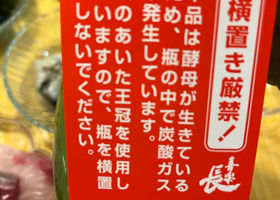 横置き厳禁！
品は酵母が生きている
め、瓶の中で炭酸ガス
発生しています。
のあいた王冠を使用し
いますので、瓶を横置
しないでください。
喜楽長